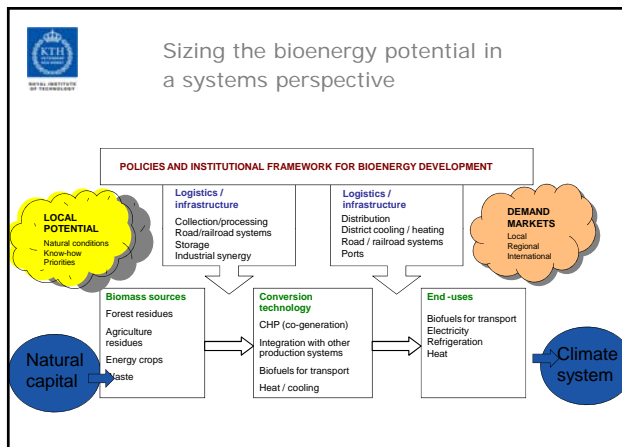 KTH
ROYAL INSTITUTE
OF TECHNOLOGY
Sizing the bioenergy potential in
a systems perspective
POLICIES AND INSTITUTIONAL FRAMEWORK FOR BIOENERGY DEVELOPMENT
LOCAL
POTENTIAL
Natural conditions
Know-how
Priorities
Logistics /
infrastructure
Collection/processing
Road/railroad systems
Storage
Industrial synergy
Logistics /
infrastructure
Distribution
District cooling / heating
Road / railroad systems
Ports
DEMAND
MARKETS
Local
Regional
International
Natural
capital
Biomass sources
Forest residues
Agriculture
residues
Energy crops
Waste
Conversion
technology
CHP (co-generation)
Integration with other
production systems
Biofuels for transport
Heat / cooling
End-uses
Biofuels for transport
Electricity
Refrigeration
Heat
Climate
system